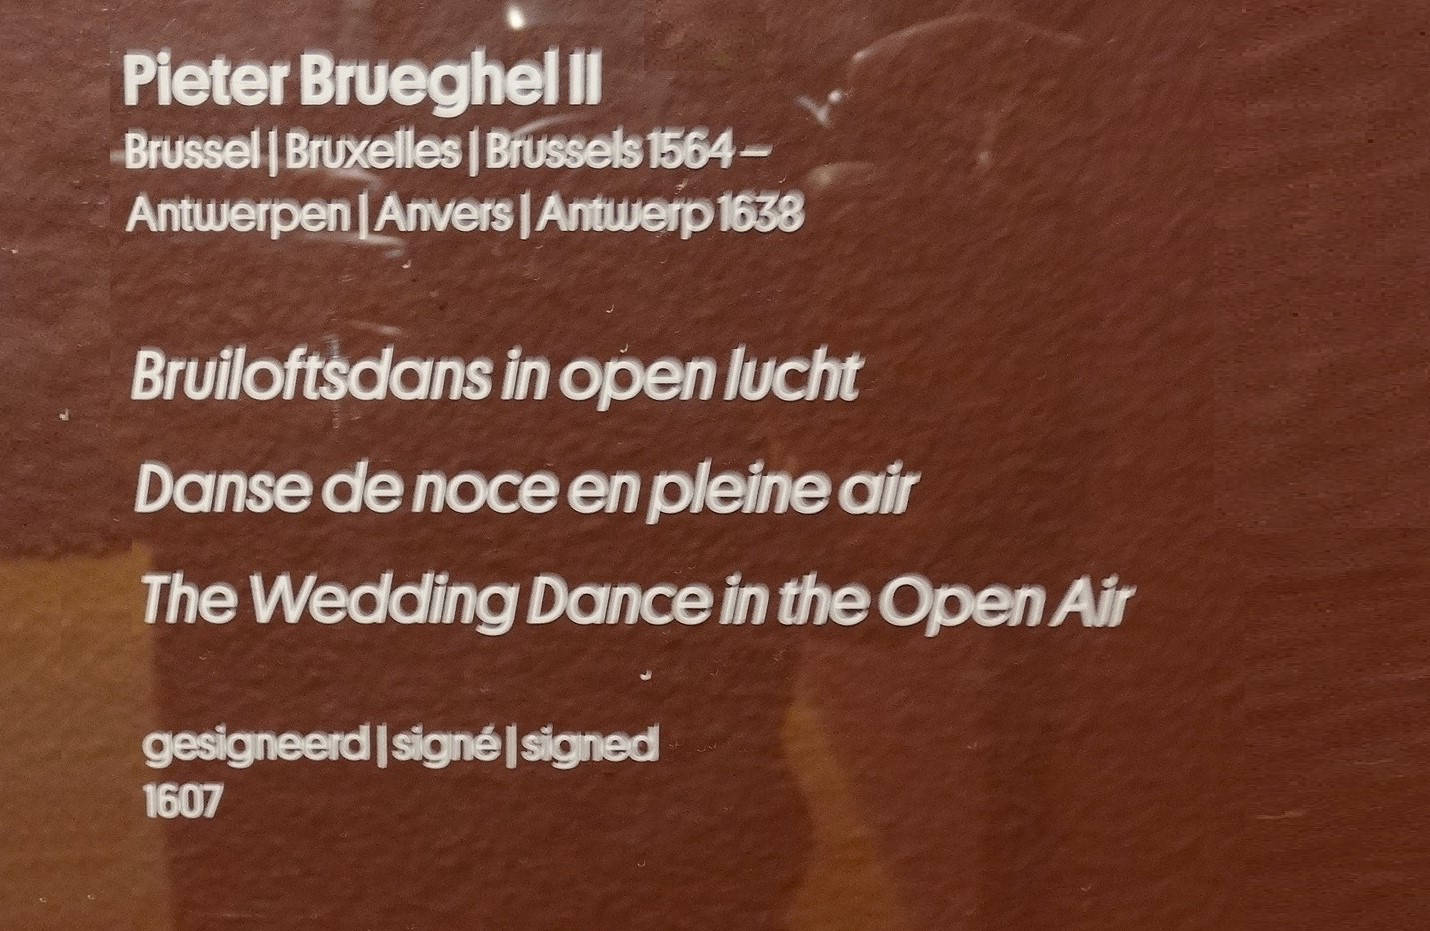 Pieter Brueghel II
Brussel | Bruxelles | Brussels 1564 –
Antwerpen | Anvers | Antwerp 1638
Bruiloftsdans in open lucht
Danse de noce en pleine air
The Wedding Dance in the Open Air
gesigneerd | signé | signed
1607